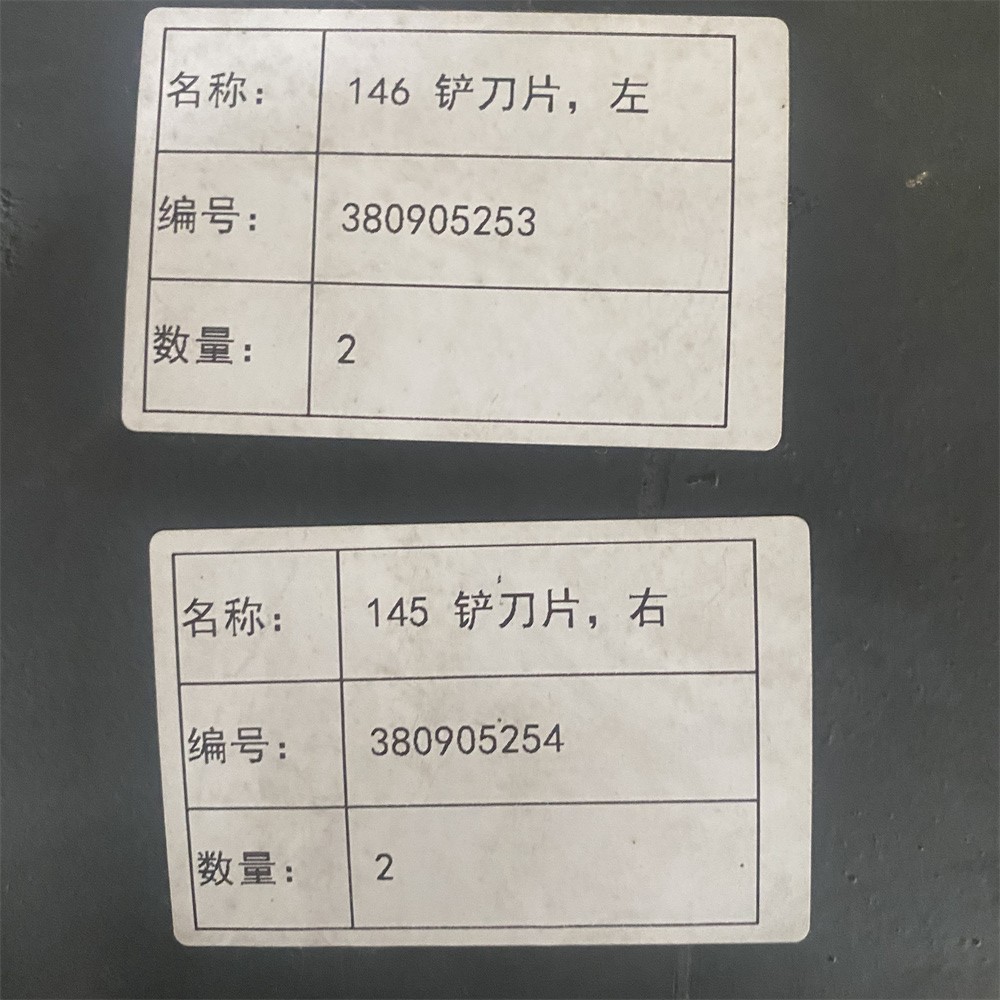 名称： 146 铲刀片，左
编号： 380905253
数量： 2
名称： 145 铲刀片，右
编号： 380905254
数量： 2